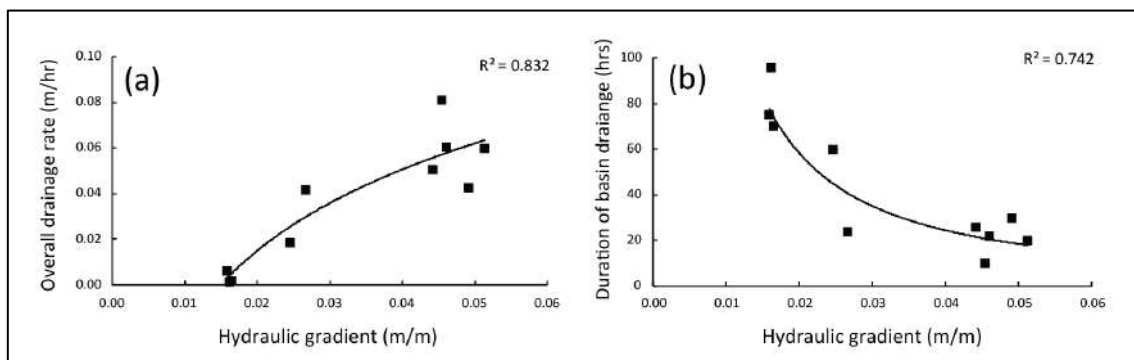 (a)
R² = 0.832
Overall drainage rate (m/hr)
0.10
0.08
0.06
0.04
0.02
0.00
0.00 0.01 0.02 0.03 0.04 0.05 0.06
Hydraulic gradient (m/m)
(b)
R² = 0.742
Duration of basin draiange (hrs)
100
80
60
40
20
0
0.00 0.01 0.02 0.03 0.04 0.05 0.06
Hydraulic gradient (m/m)